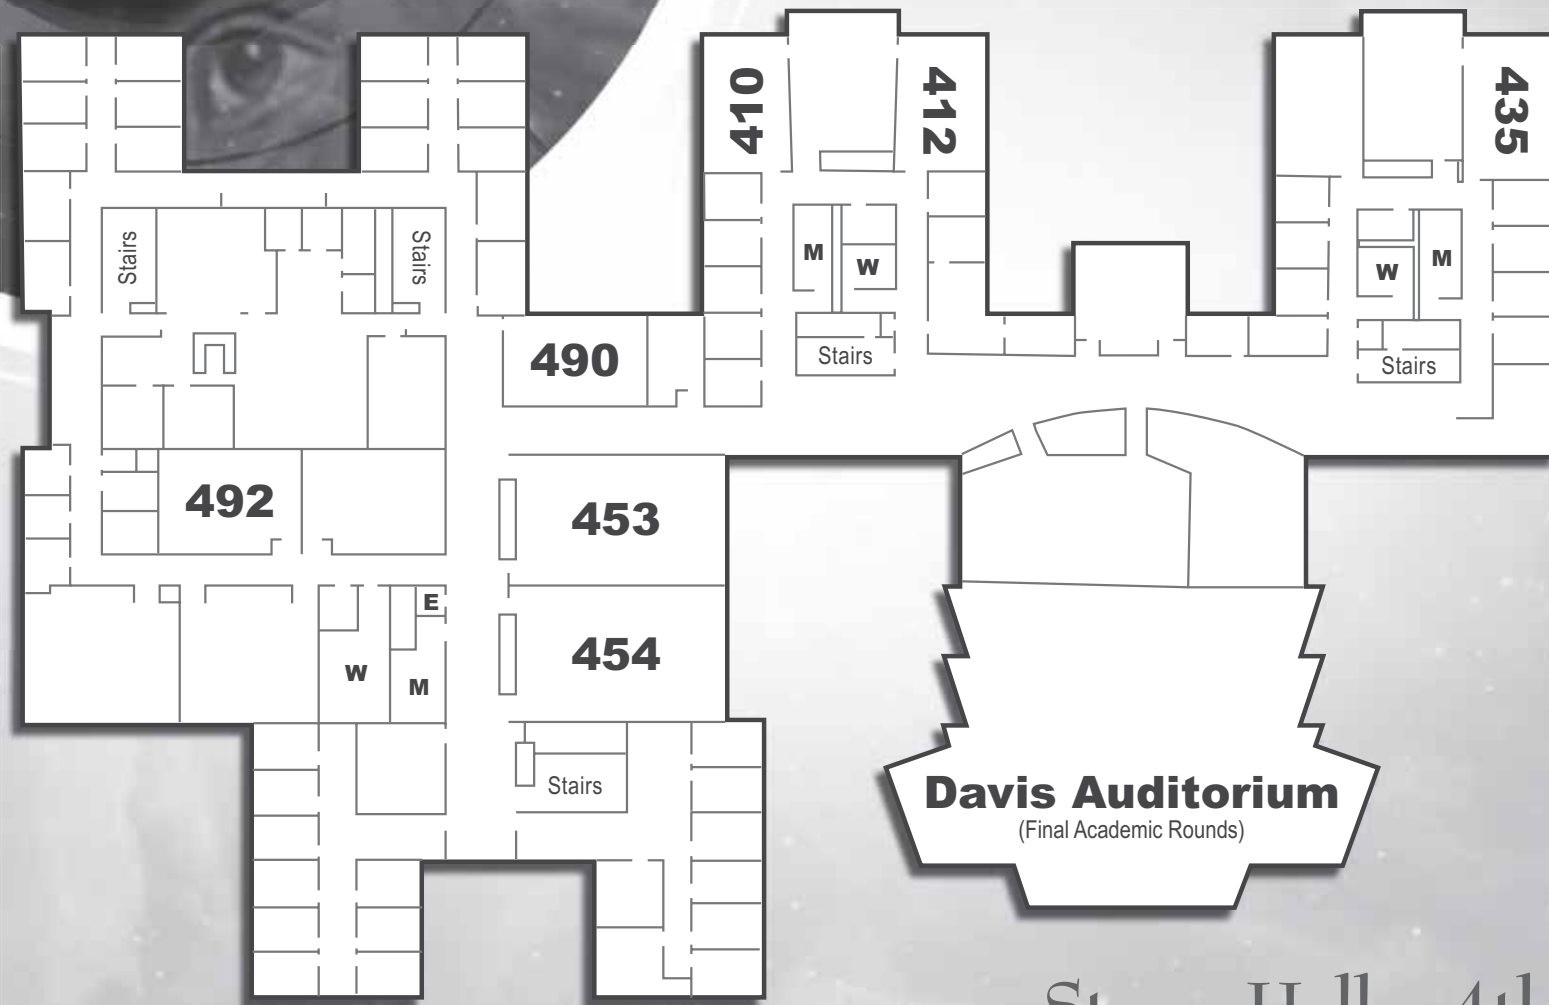 410
412
435
Stairs
Stairs
M
W
W
M
Stairs
Stairs
490
492
453
E
454
W
M
Stairs
Davis Auditorium
(Final Academic Rounds)